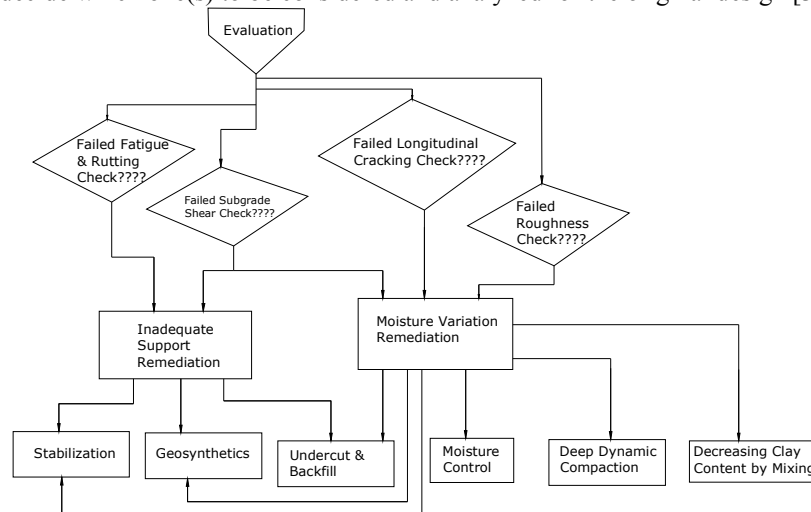 Evaluation
Failed Fatigue
& Rutting
Check????
Failed Longitudinal
Cracking Check????
Failed Subgrade
Shear Check????
Failed
Roughness
Check????
Inadequate
Support
Remediation
Moisture Variation
Remediation
Stabilization
Geosynthetics
Undercut &
Backfill
Moisture
Control
Deep Dynamic
Compaction
Decreasing Clay
Content by Mixing